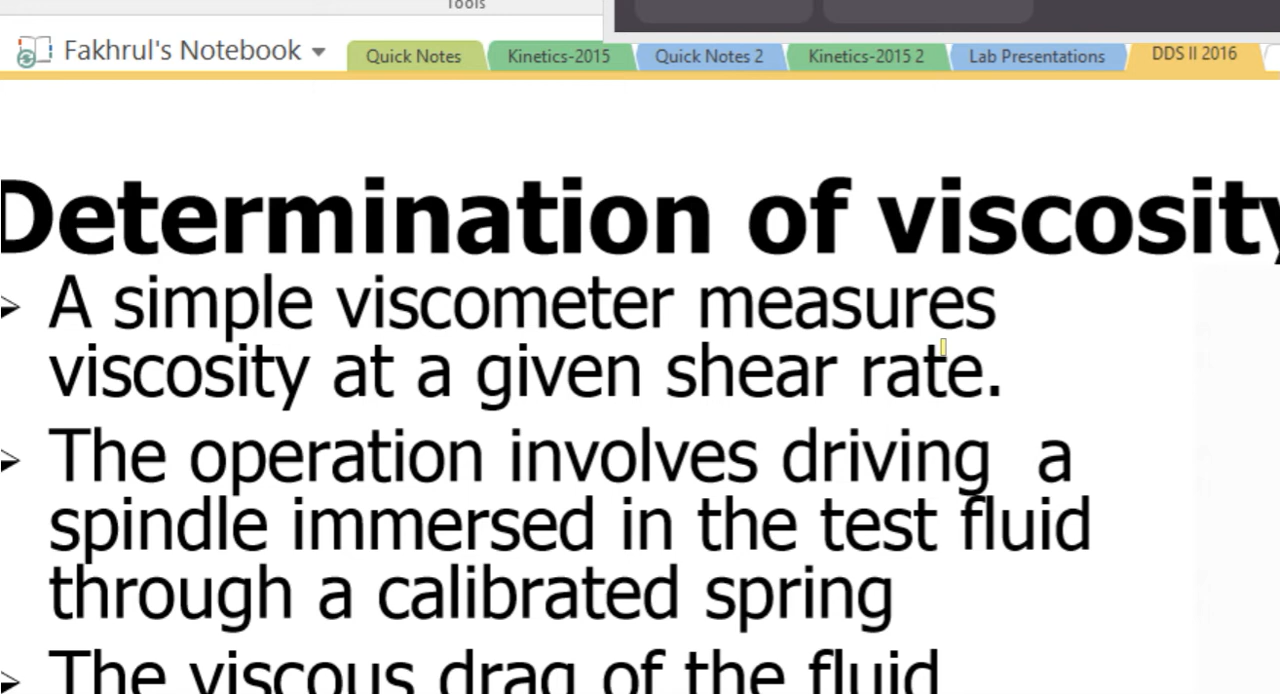 Tools
Fakhrul's Notebook
Quick Notes
Kinetics-2015
Quick Notes 2
Kinetics-2015 2
Lab Presentations
DDS II 2016
Determination of viscosity
A simple viscometer measures
viscosity at a given shear rate.
The operation involves driving a
spindle immersed in the test fluid
through a calibrated spring
The viscous drag of the fluid